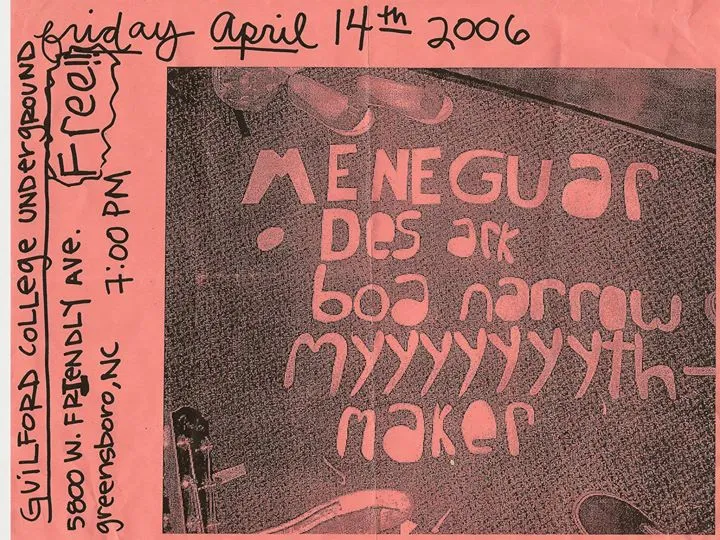 friday April 14th 2006
GUILFORD COLLEGE UNDERGROUND
Free!!
5800 W. FRIENDLY AVE.
7:00 PM
greensboro, NC
MENEGUAr
Des ark
boa narrow
Myyyyyyyth-
maker